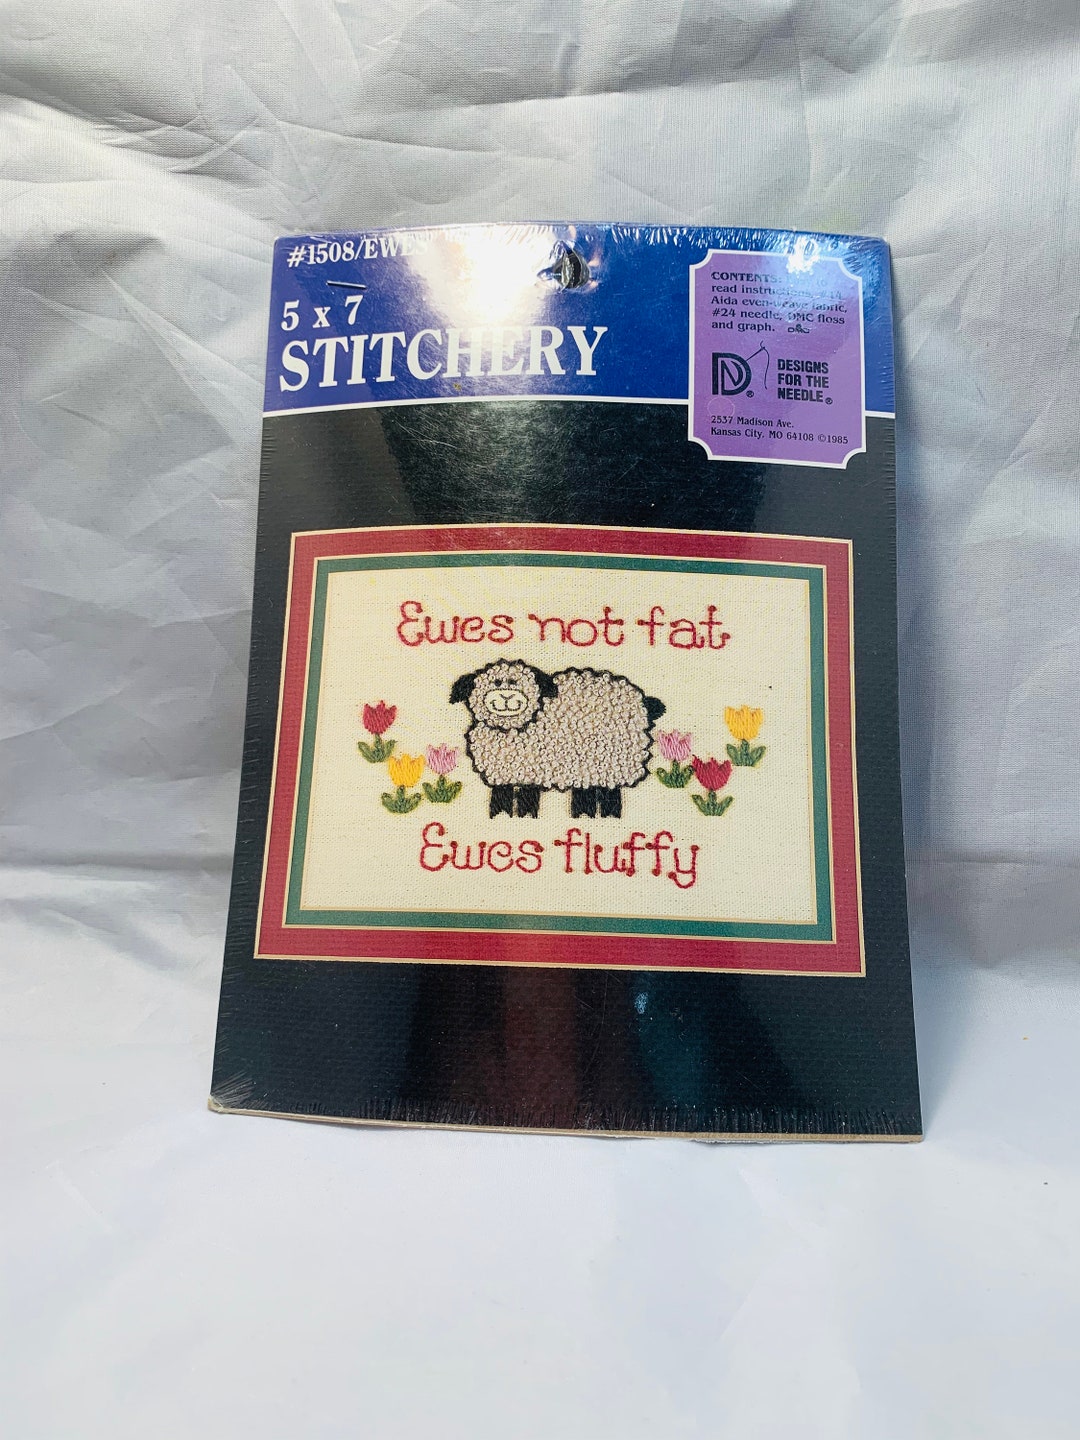 #1508/EWES
5 x 7
STITCHERY
CONTENTS:
read instructions, #14
Aida even-weave fabric,
#24 needle, DMC floss
and graph.
DESIGNS
FOR THE
NEEDLE®
2537 Madison Ave.
Kansas City, MO 64108 ©1985
Ewes not fat
Ewes fluffy